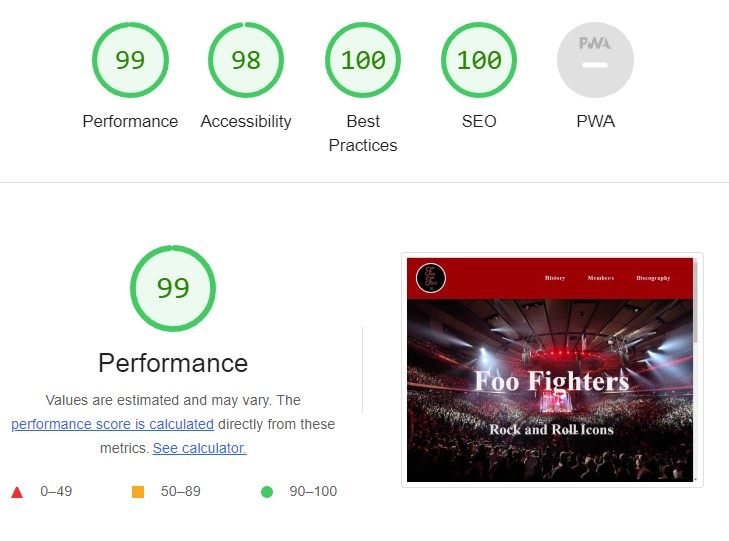 99
98
100
100
PWA
Performance
Accessibility
Best
Practices
SEO
PWA
99
Performance
Values are estimated and may vary. The
performance score is calculated directly from these
metrics. See calculator.
0–49
50–89
90–100
History
Members
Discography
Foo Fighters
Rock and Roll Icons